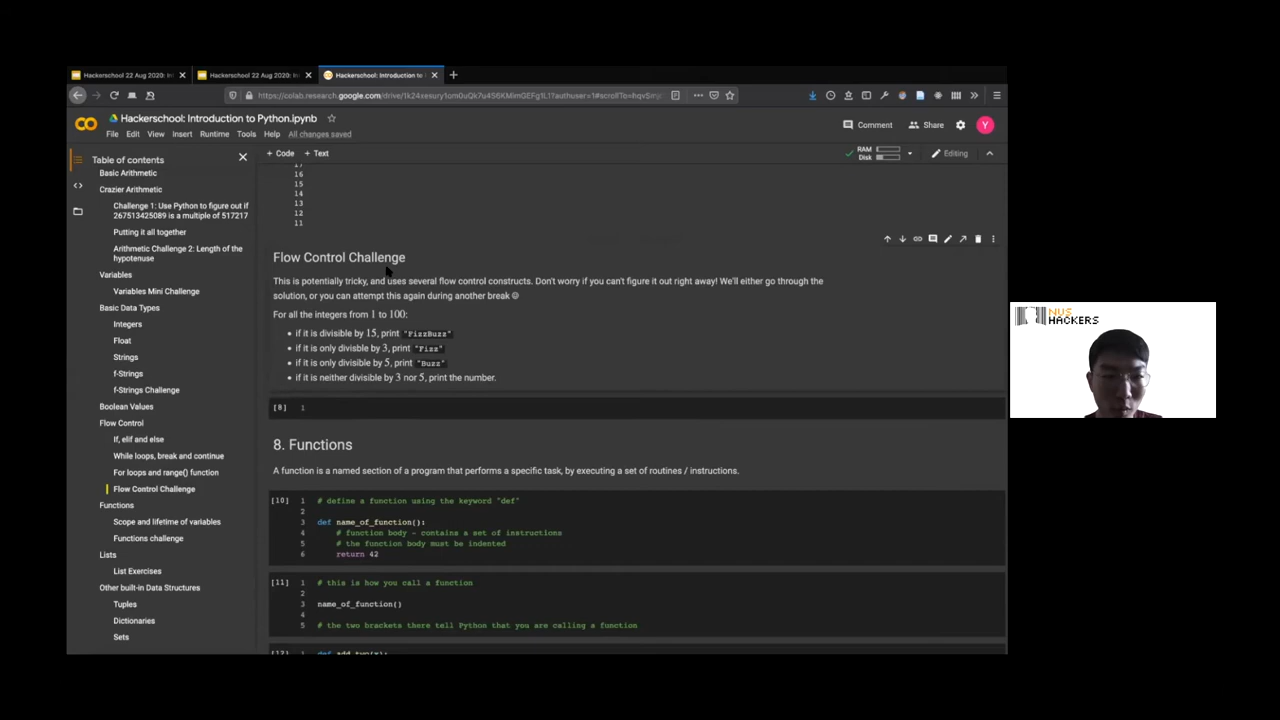 Hackerschool 22 Aug 2020: In
Hackerschool 22 Aug 2020: In
Hackerschool: Introduction to
Hackerschool: Introduction to Python.ipynb
File Edit View Insert Runtime Tools Help All changes saved
Comment Share Y
Table of contents
+ Code + Text
RAM
Disk
Editing
Basic Arithmetic
Crazier Arithmetic
Challenge 1: Use Python to figure out if
267513425089 is a multiple of 517217
Putting it all together
Arithmetic Challenge 2: Length of the
hypotenuse
Variables
Variables Mini Challenge
Basic Data Types
Integers
Float
Strings
f-Strings
f-Strings Challenge
Boolean Values
Flow Control
If, elif and else
While loops, break and continue
For loops and range() function
Flow Control Challenge
Functions
Scope and lifetime of variables
Functions challenge
Lists
List Exercises
Other built-in Data Structures
Tuples
Dictionaries
Sets
17
16
15
14
13
12
11
Flow Control Challenge
This is potentially tricky, and uses several flow control constructs. Don't worry if you can't figure it out right away! We'll either go through the
solution, or you can attempt this again during another break
For all the integers from 1 to 100:
if it is divisible by 15, print "FizzBuzz"
if it is only divisble by 3, print "Fizz"
if it is only divisible by 5, print "Buzz"
if it is neither divisible by 3 nor 5, print the number.
[8] 1
8. Functions
A function is a named section of a program that performs a specific task, by executing a set of routines / instructions.
[10] 1 # define a function using the keyword "def"
2
3 def name_of_function():
4 # function body - contains a set of instructions
5 # the function body must be indented
6 return 42
[11] 1 # this is how you call a function
2
3 name_of_function()
4
5 # the two brackets there tell Python that you are calling a function
[12] 1 def add_two(x):
NUS
HACKERS